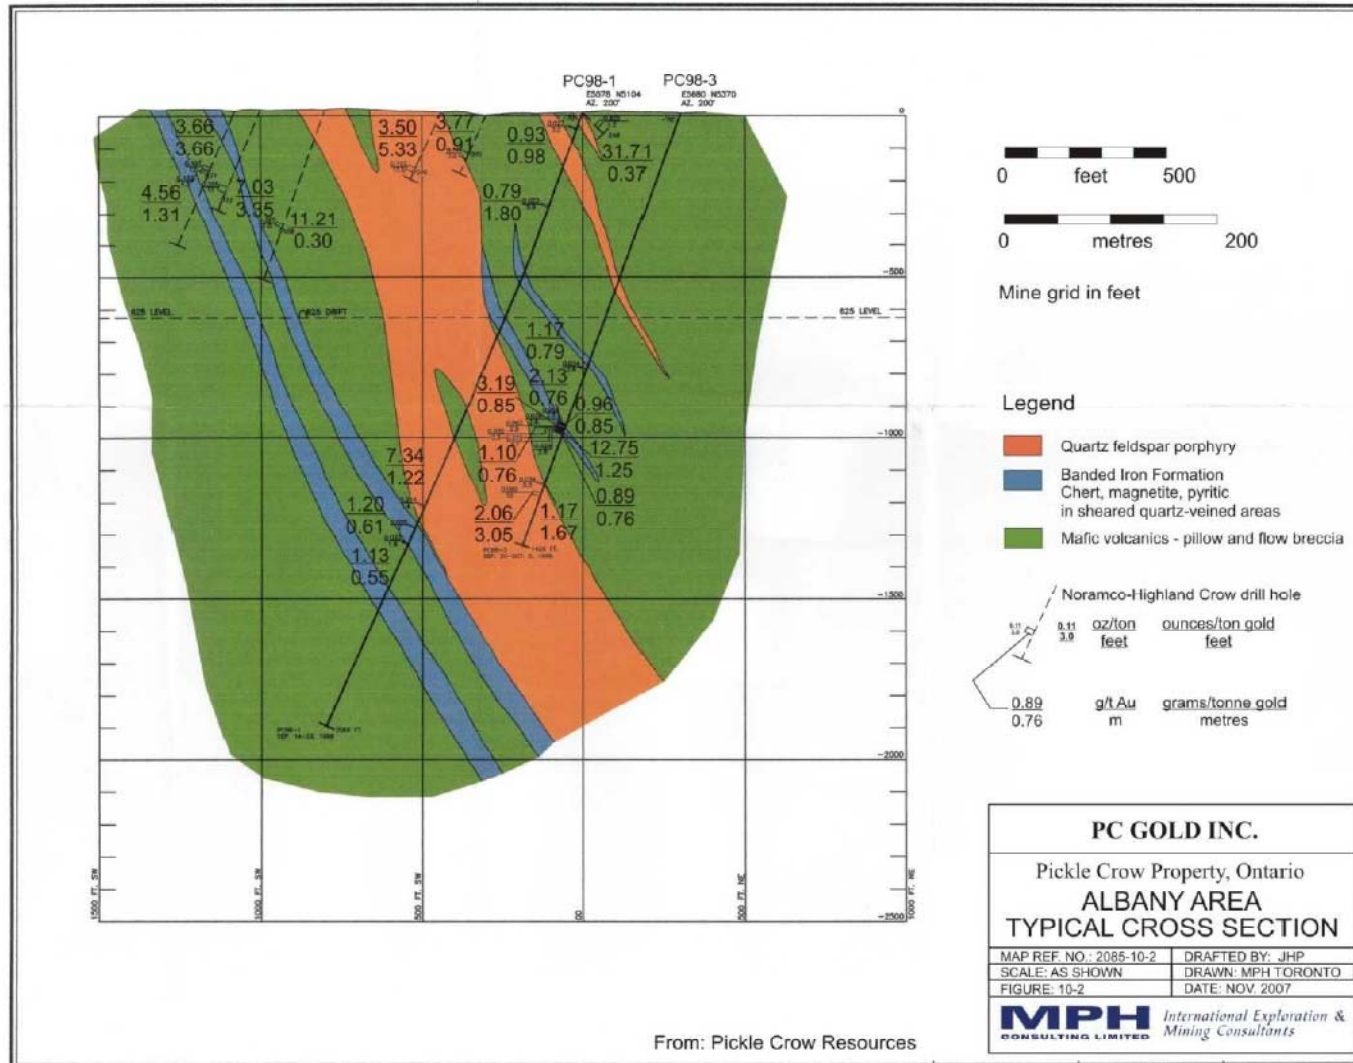 PC98-1
E5878 N5104
AZ. 200°
PC98-3
E5880 N5370
AZ. 200°
0
3.66
3.66
3.50
5.33
3.77
0.91
0.93
0.98
31.71
0.37
4.56
1.31
7.03
3.35
11.21
0.30
0.79
1.80
-500
625 LEVEL
625 DRIFT
625 LEVEL
1.17
0.79
2.13
0.76
3.19
0.85
0.96
0.85
-1000
12.75
1.25
1.10
0.76
0.89
0.76
7.34
1.22
1.20
0.61
2.06
3.05
1.17
1.67
1.13
0.55
-1500
-2000
-2500
1500 FT. SW
1000 FT. SW
500 FT. SW
00
500 FT. NE
1000 FT. NE
0 feet 500
0 metres 200
Mine grid in feet
Legend
Quartz feldspar porphyry
Banded Iron Formation
Chert, magnetite, pyritic
in sheared quartz-veined areas
Mafic volcanics - pillow and flow breccia
Noramco-Highland Crow drill hole
0.11 oz/ton ounces/ton gold
3.0 feet feet
0.89 g/t Au grams/tonne gold
0.76 m metres
PC GOLD INC.
Pickle Crow Property, Ontario
ALBANY AREA
TYPICAL CROSS SECTION
MAP REF. NO.: 2085-10-2 DRAFTED BY: JHP
SCALE: AS SHOWN DRAWN: MPH TORONTO
FIGURE: 10-2 DATE: NOV. 2007
MPH International Exploration &
CONSULTING LIMITED Mining Consultants
From: Pickle Crow Resources